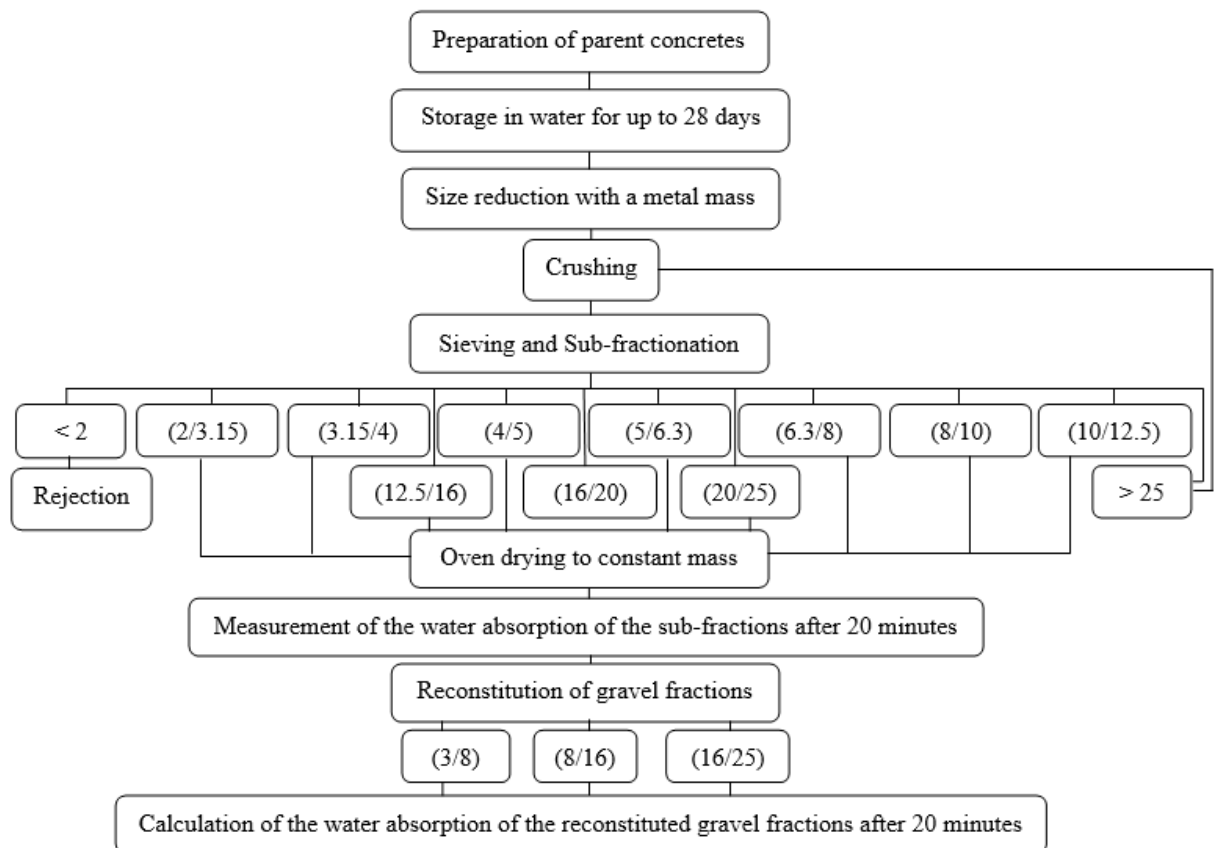 Preparation of parent concretes
Storage in water for up to 28 days
Size reduction with a metal mass
Crushing
Sieving and Sub-fractionation
< 2
(2/3.15)
(3.15/4)
(4/5)
(5/6.3)
(6.3/8)
(8/10)
(10/12.5)
Rejection
(12.5/16)
(16/20)
(20/25)
> 25
Oven drying to constant mass
Measurement of the water absorption of the sub-fractions after 20 minutes
Reconstitution of gravel fractions
(3/8)
(8/16)
(16/25)
Calculation of the water absorption of the reconstituted gravel fractions after 20 minutes